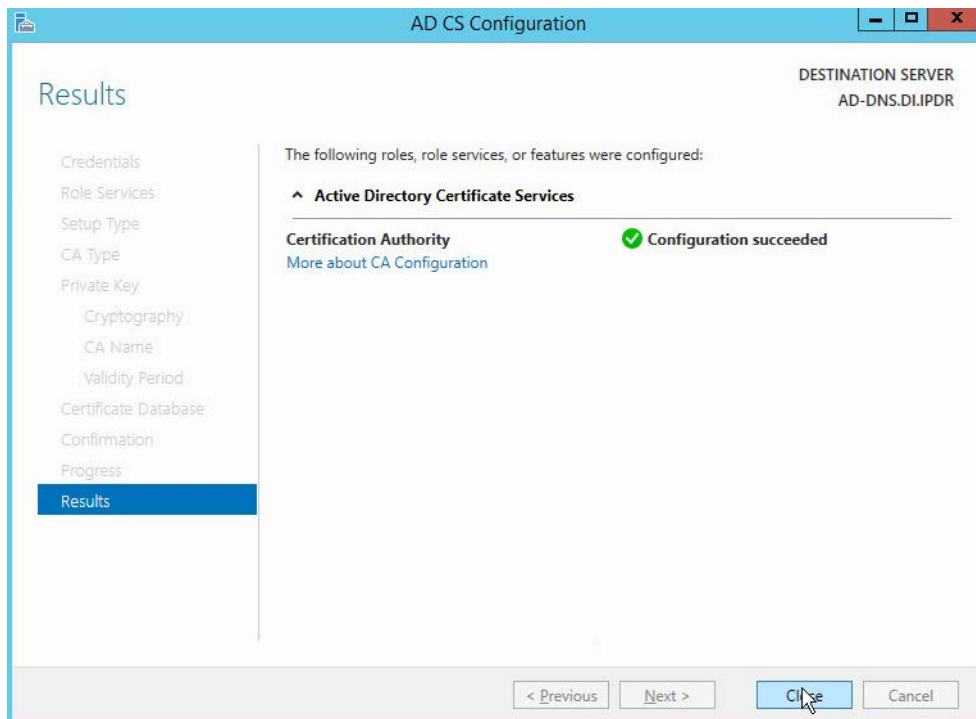 AD CS Configuration
Results
DESTINATION SERVER
AD-DNS.DI.IPDR
Credentials
Role Services
Setup Type
CA Type
Private Key
Cryptography
CA Name
Validity Period
Certificate Database
Confirmation
Progress
Results
The following roles, role services, or features were configured:
Active Directory Certificate Services
Certification Authority
Configuration succeeded
More about CA Configuration
< Previous
Next >
Close
Cancel